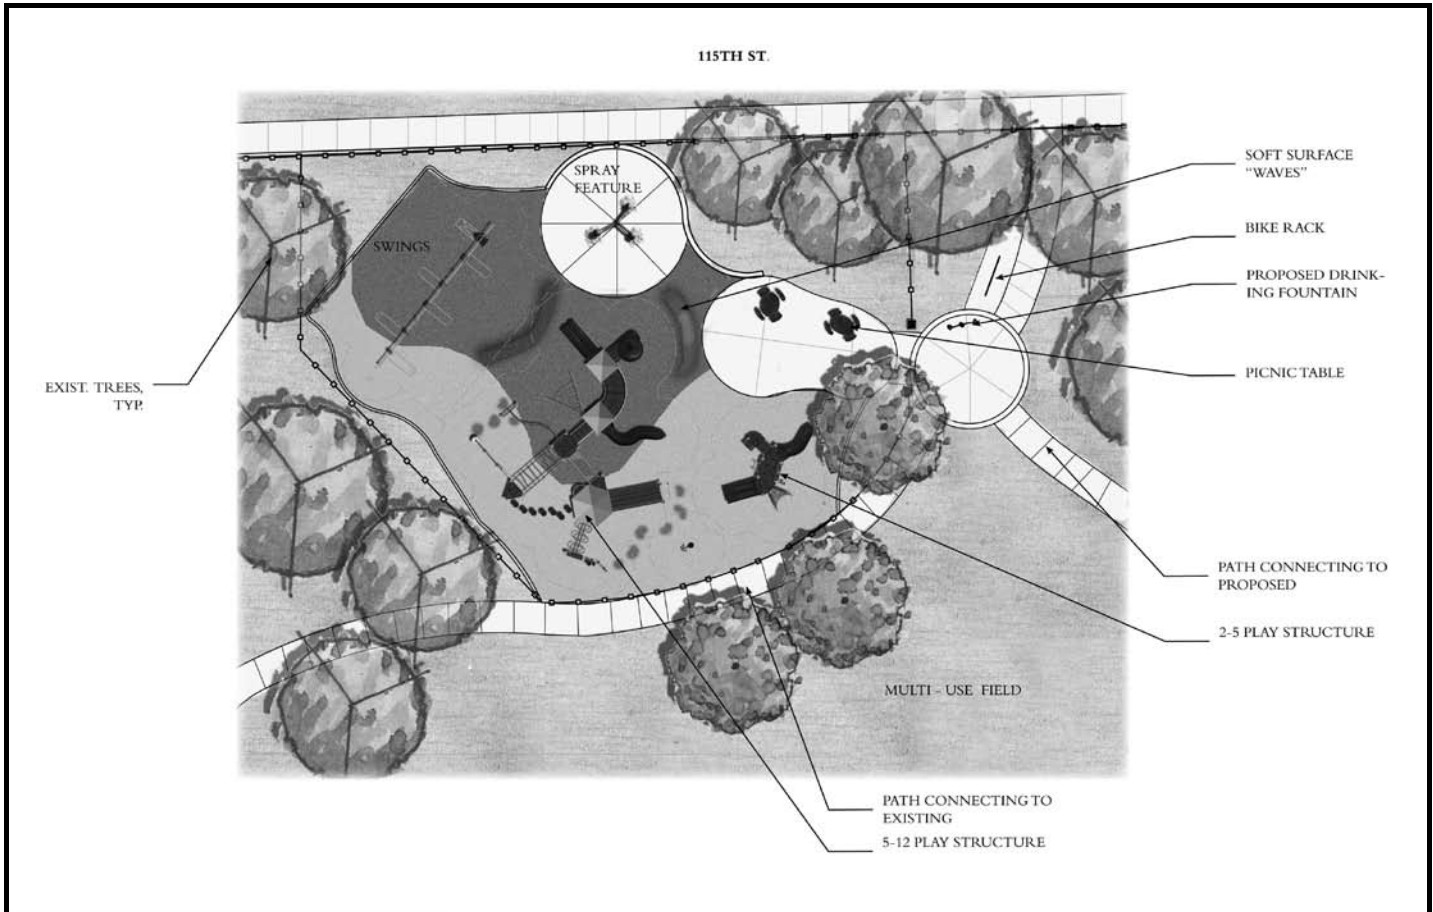 115TH ST.
SPRAY
FEATURE
SWINGS
SOFT SURFACE
"WAVES"
BIKE RACK
PROPOSED DRINK-
ING FOUNTAIN
PICNIC TABLE
EXIST. TREES,
TYP.
PATH CONNECTING TO
PROPOSED
2-5 PLAY STRUCTURE
MULTI - USE FIELD
PATH CONNECTING TO
EXISTING
5-12 PLAY STRUCTURE